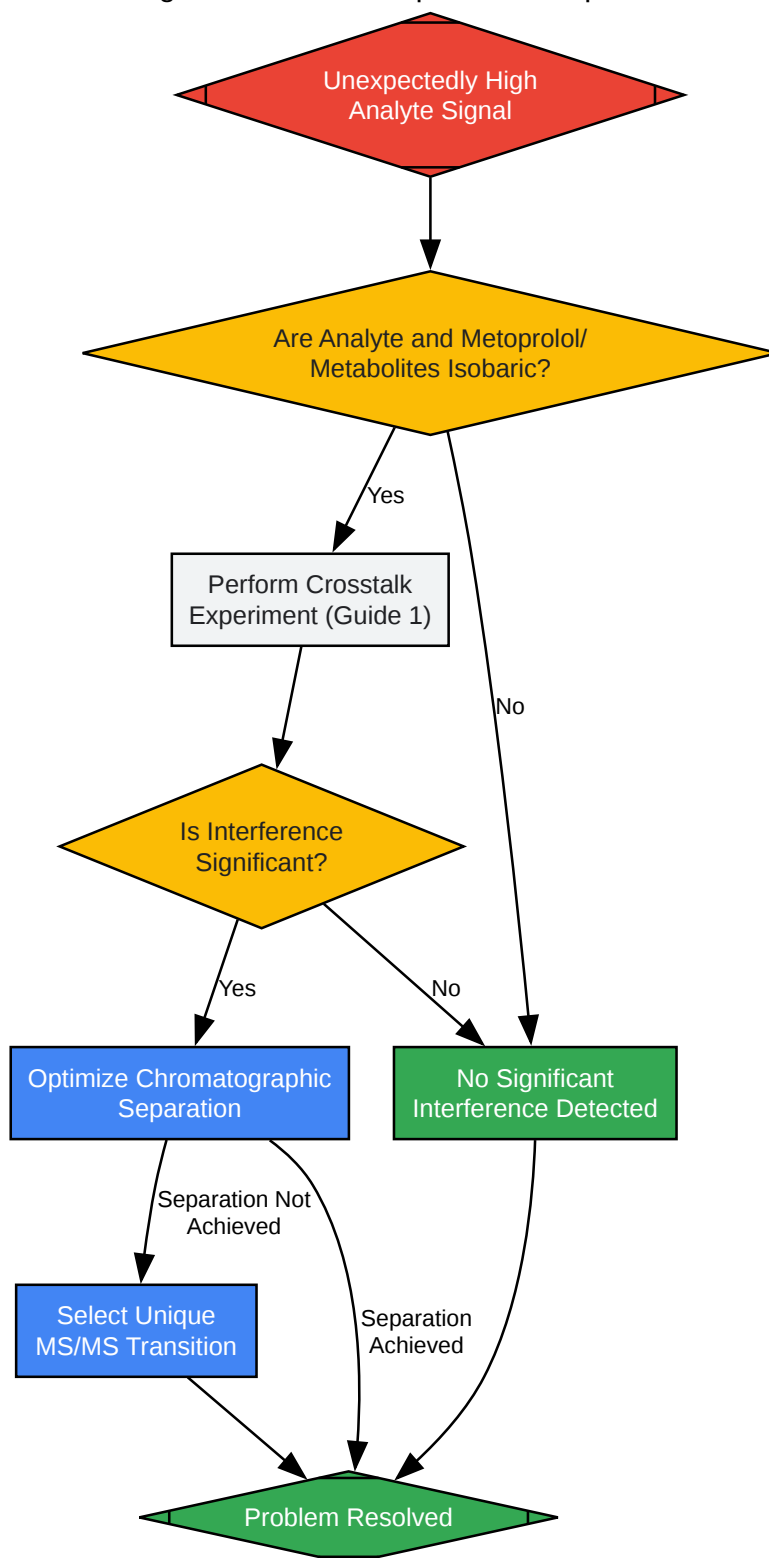 Unexpectedly High
Analyte Signal
Are Analyte and Metoprolol/
Metabolites Isobaric?
Yes
Perform Crosstalk
Experiment (Guide 1)
No
Is Interference
Significant?
Yes
No
Optimize Chromatographic
Separation
No Significant
Interference Detected
Separation Not
Achieved
Select Unique
MS/MS Transition
Separation
Achieved
Problem Resolved